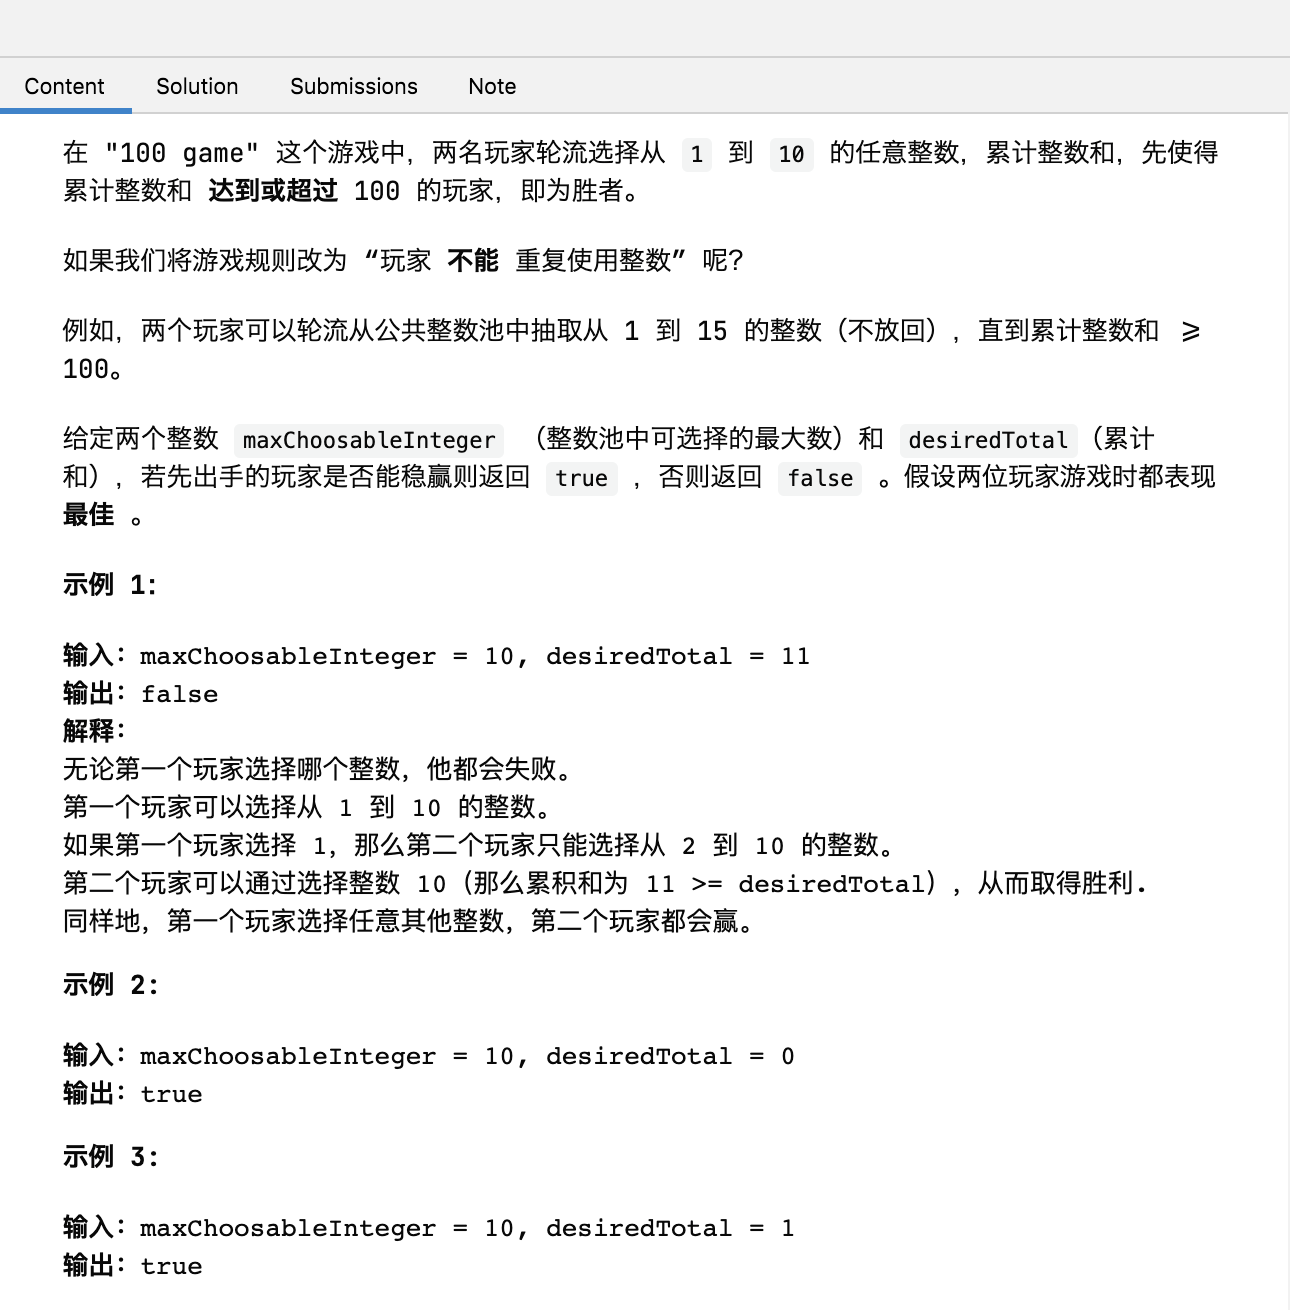 Content Solution Submissions Note
在 "100 game" 这个游戏中，两名玩家轮流选择从 1 到 10 的任意整数，累计整数和，先使得
累计整数和 达到或超过 100 的玩家，即为胜者。
如果我们将游戏规则改为 “玩家 不能 重复使用整数” 呢？
例如，两个玩家可以轮流从公共整数池中抽取从 1 到 15 的整数（不放回），直到累计整数和 >=
100。
给定两个整数 maxChoosableInteger （整数池中可选择的最大数）和 desiredTotal（累计
和），若先出手的玩家是否能稳赢则返回 true ，否则返回 false 。假设两位玩家游戏时都表现
最佳 。
示例 1：
输入：maxChoosableInteger = 10, desiredTotal = 11
输出：false
解释：
无论第一个玩家选择哪个整数，他都会失败。
第一个玩家可以选择从 1 到 10 的整数。
如果第一个玩家选择 1，那么第二个玩家只能选择从 2 到 10 的整数。
第二个玩家可以通过选择整数 10（那么累积和为 11 >= desiredTotal），从而取得胜利.
同样地，第一个玩家选择任意其他整数，第二个玩家都会赢。
示例 2:
输入：maxChoosableInteger = 10, desiredTotal = 0
输出：true
示例 3:
输入：maxChoosableInteger = 10, desiredTotal = 1
输出：true